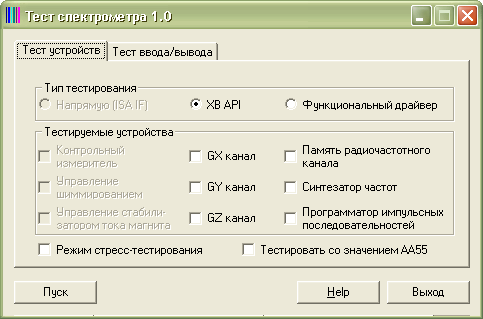 Тест спектрометра 1.0
Тест устройств Тест ввода/вывода
Тип тестирования
Напрямую (ISA IF) XB API Функциональный драйвер
Тестируемые устройства
Контрольный
измеритель
GX канал
Память радиочастотного
канала
Управление
шиммированием
GY канал
Синтезатор частот
Управление стабили-
затором тока магнита
GZ канал
Программатор импульсных
последовательностей
Режим стресс-тестирования Тестировать со значением AA55
Пуск Help Выход